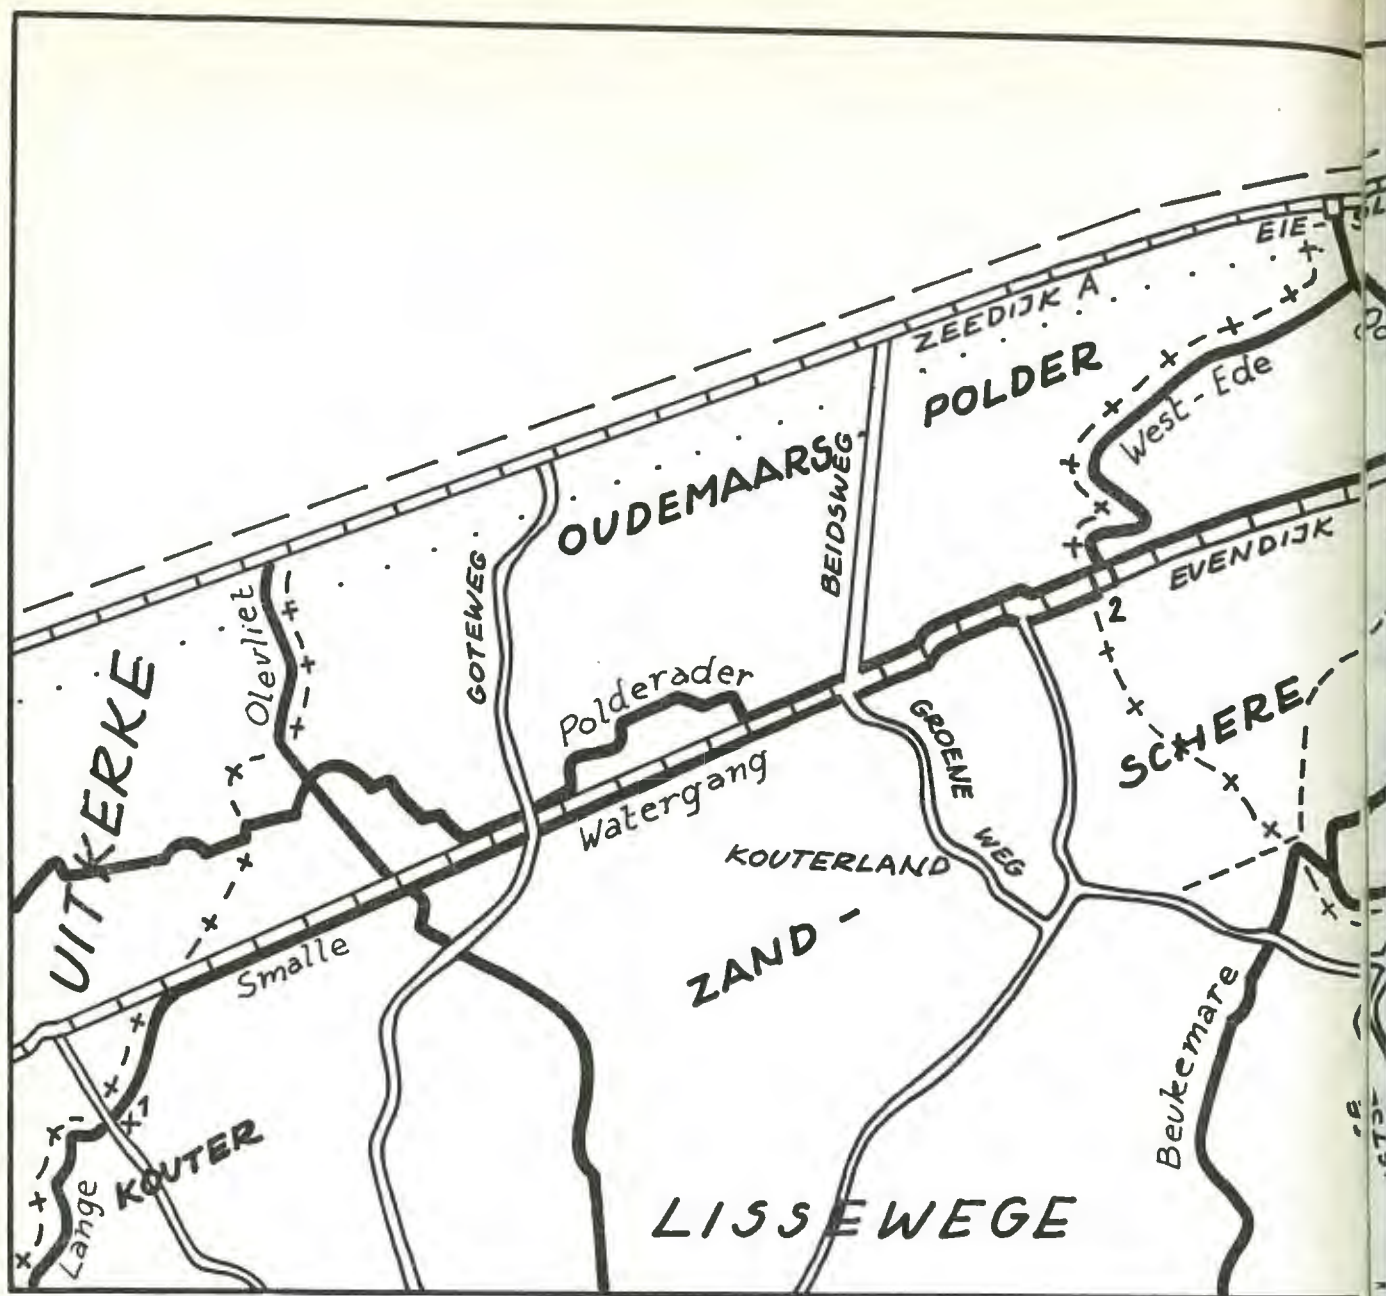 EIE-
ZEEDIJK A
POLDER
West-Ede
OUDEMAARS
BEIDSWEG
EVENDIJK
Olevliet
GOTEWEG
2
UITKERKE
Polderader
SCHERE
GROENE
WEG
Watergang
KOUTERLAND
ZAND-
Smalle
Beukemare
1
KOUTER
Lange
LISSEWEGE